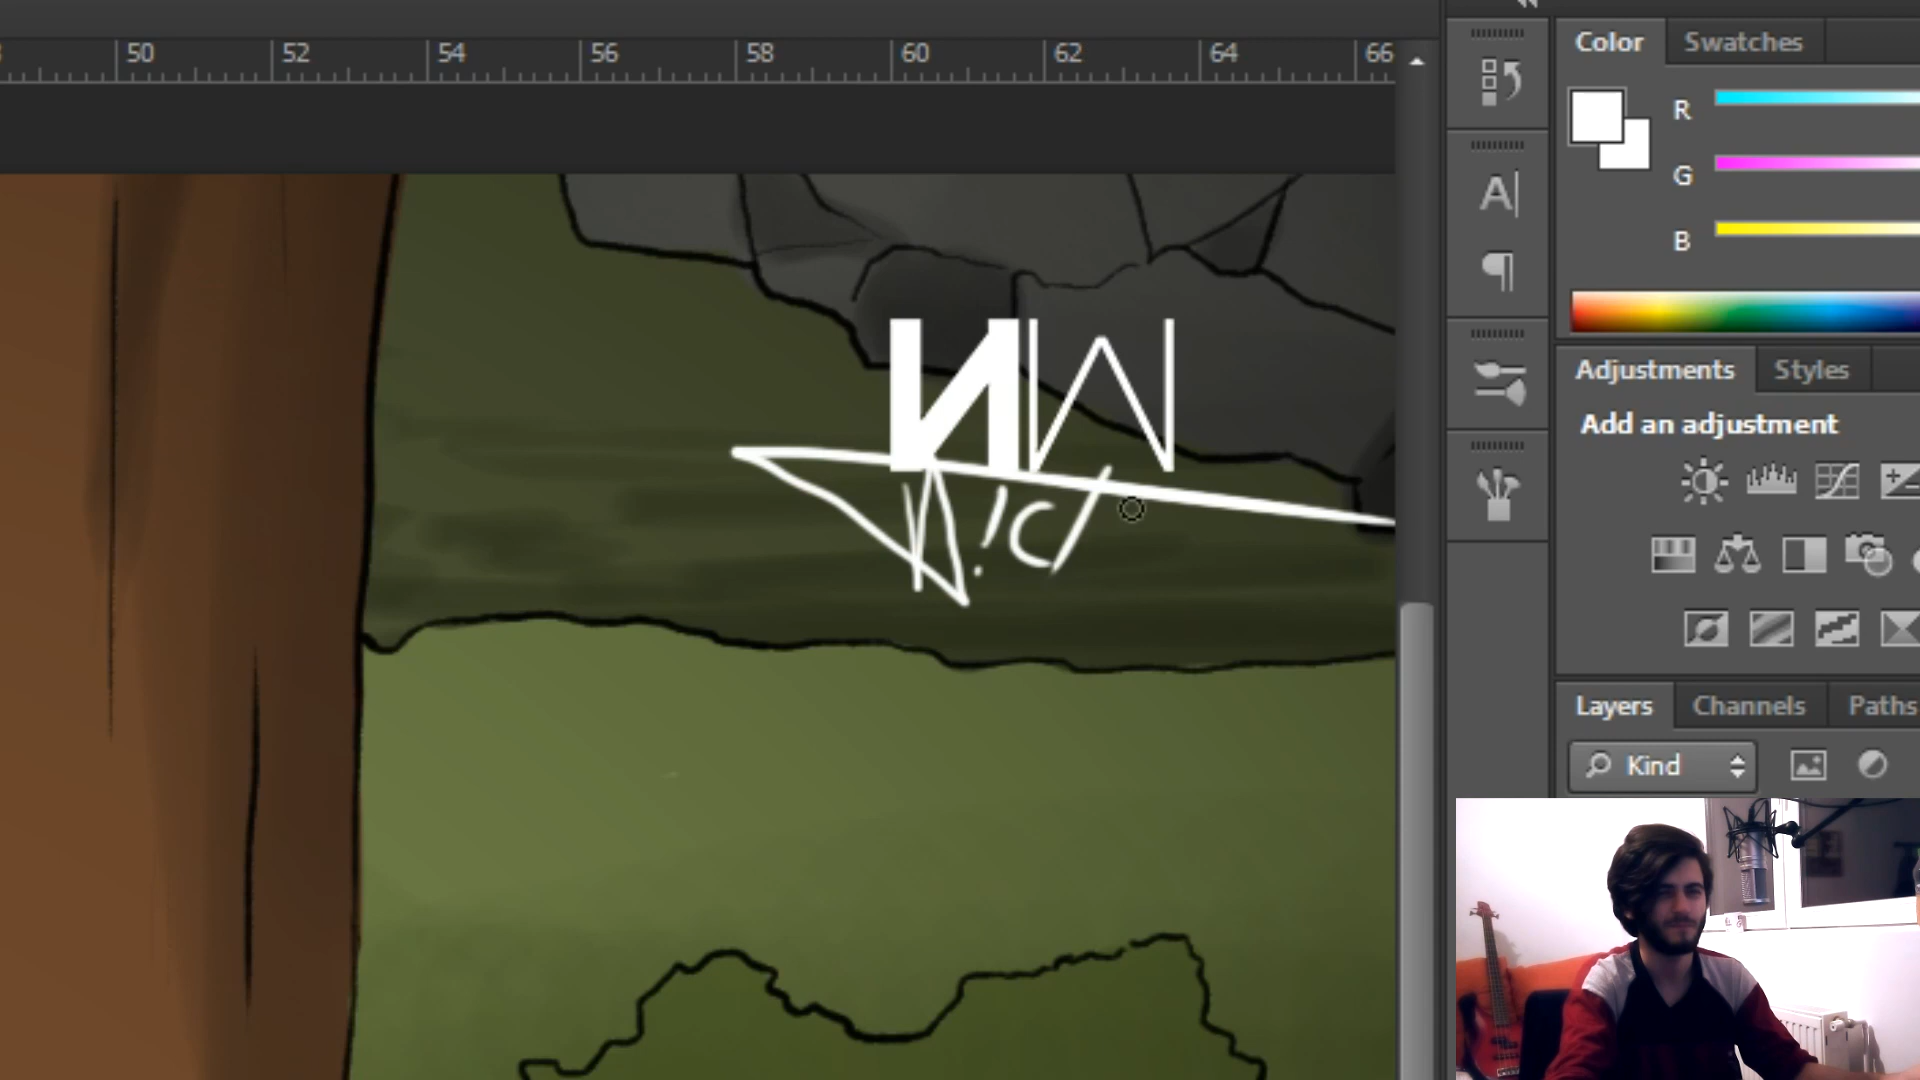 50 52 54 56 58 60 62 64 66
Color Swatches
R
G
B
Adjustments Styles
Add an adjustment
Layers Channels Paths
Kind